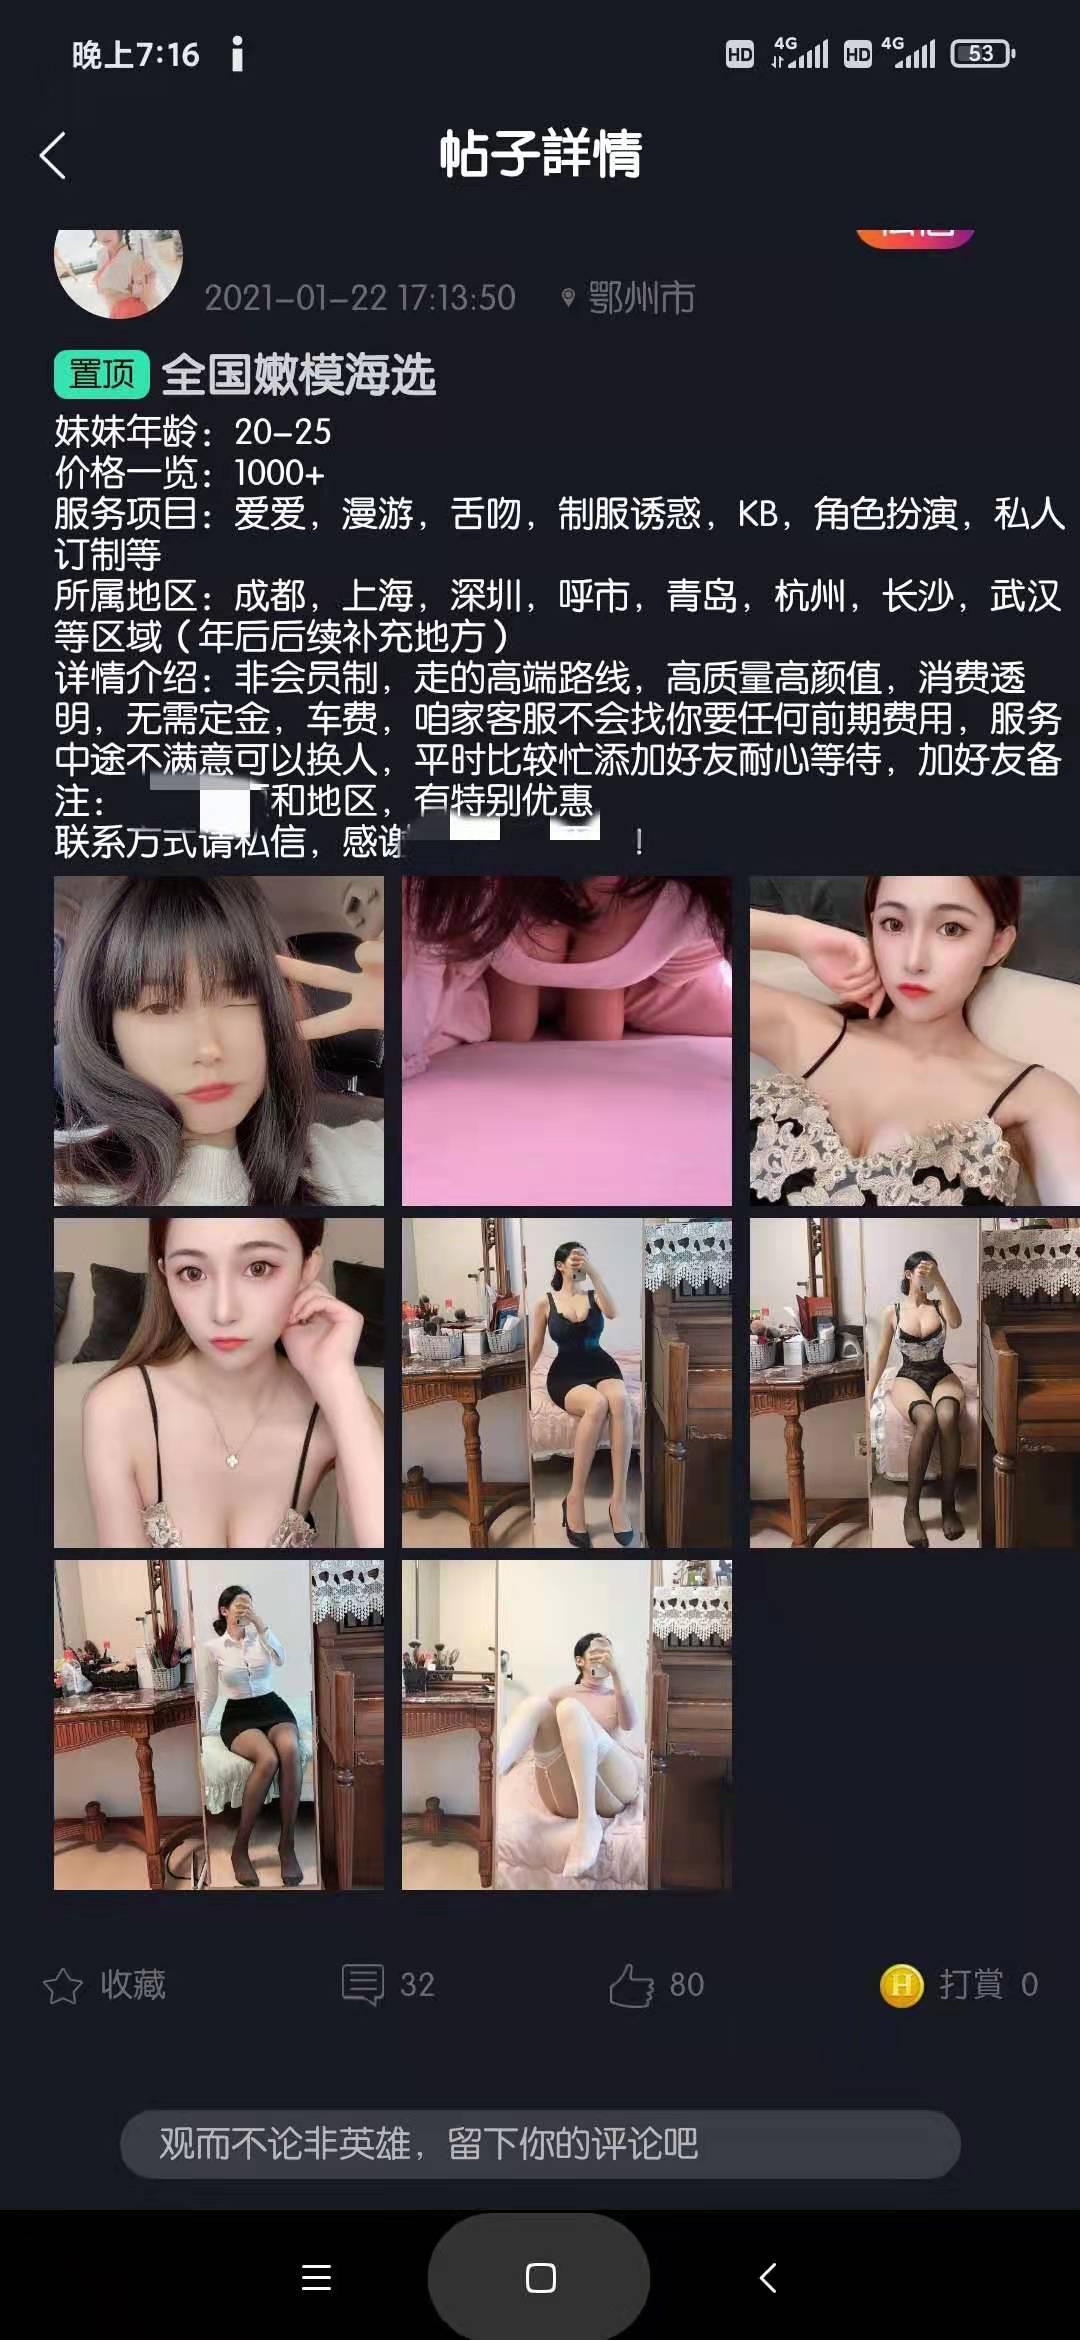 晚上7:16
HD 4G HD 4G 53
帖子詳情
2021-01-22 17:13:50 鄂州市
置顶 全国嫩模海选
妹妹年龄：20-25
价格一览：1000+
服务项目：爱爱，漫游，舌吻，制服诱惑，KB，角色扮演，私人
订制等
所属地区：成都，上海，深圳，呼市，青岛，杭州，长沙，武汉
等区域（年后后续补充地方）
详情介绍：非会员制，走的高端路线，高质量高颜值，消费透
明，无需定金，车费，咱家客服不会找你要任何前期费用，服务
中途不满意可以换人，平时比较忙添加好友耐心等待，加好友备
注： 和地区，有特别优惠
联系方式请私信，感谢 ！
收藏 32 80 H 打賞 0
观而不论非英雄，留下你的评论吧